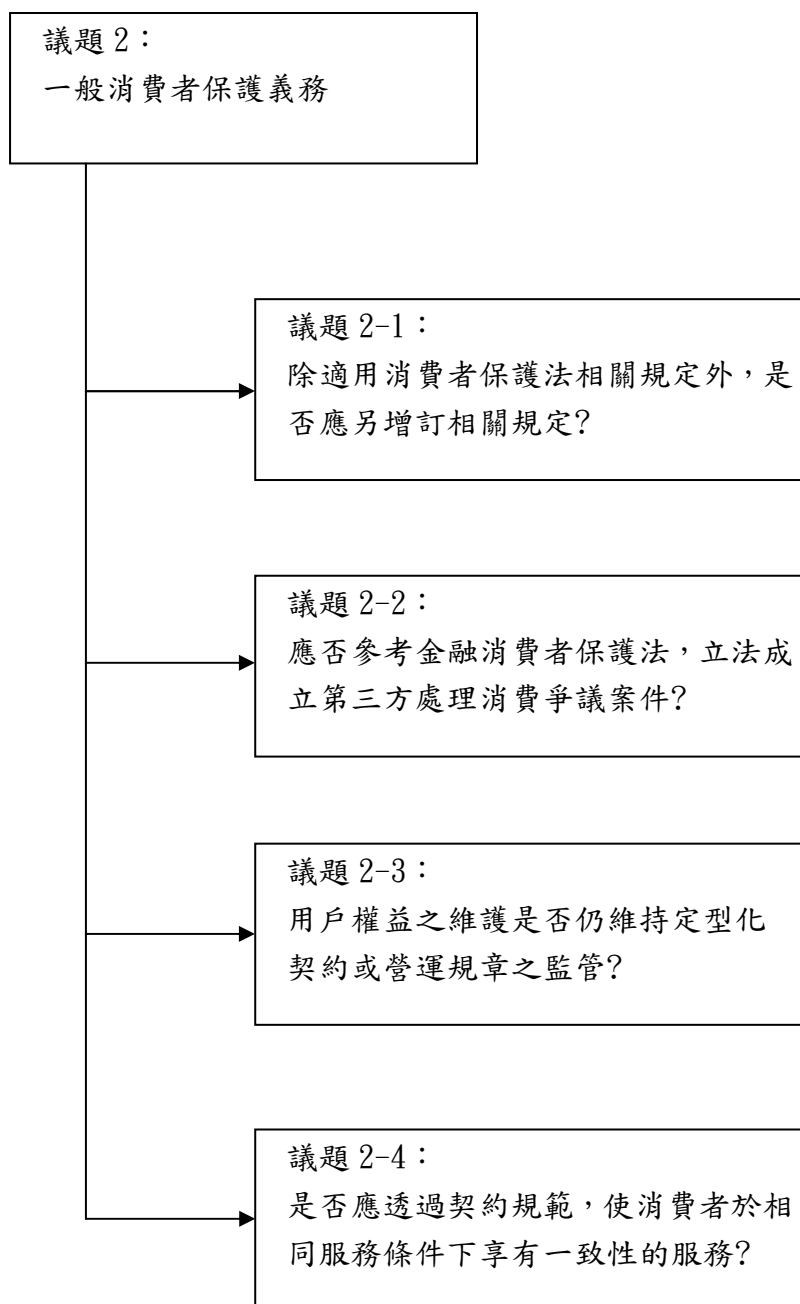 議題 2：
一般消費者保護義務
議題 2-1：
除適用消費者保護法相關規定外，是
否應另增訂相關規定?
議題 2-2：
應否參考金融消費者保護法，立法成
立第三方處理消費爭議案件?
議題 2-3：
用戶權益之維護是否仍維持定型化
契約或營運規章之監管?
議題 2-4：
是否應透過契約規範，使消費者於相
同服務條件下享有一致性的服務?